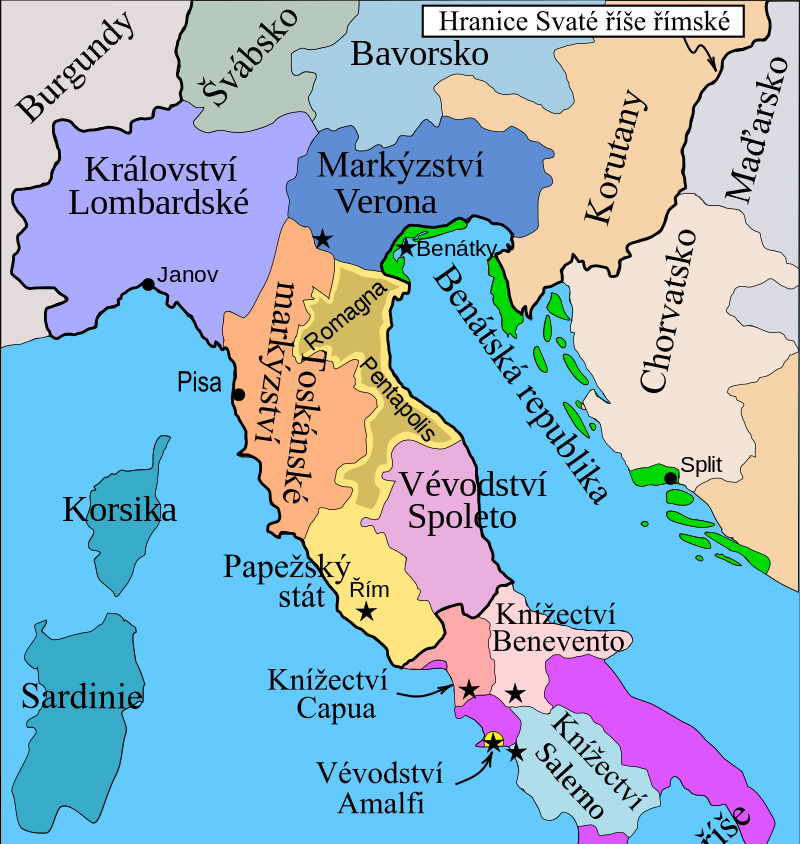 Hranice Svaté říše římské
Burgundy
Švábsko
Bavorsko
Korutany
Maďarsko
Království
Lombardské
Markýzství
Verona
Benátky
Janov
Romagna
Chorvatsko
Benátská republika
Toskánské
markýzství
Pisa
Pentapolis
Split
Vévodství
Spoleto
Korsika
Papežský
stát
Řím
Knížectví
Benevento
Sardinie
Knížectví
Capua
Knížectví
Salerno
Vévodství
Amalfi
říše